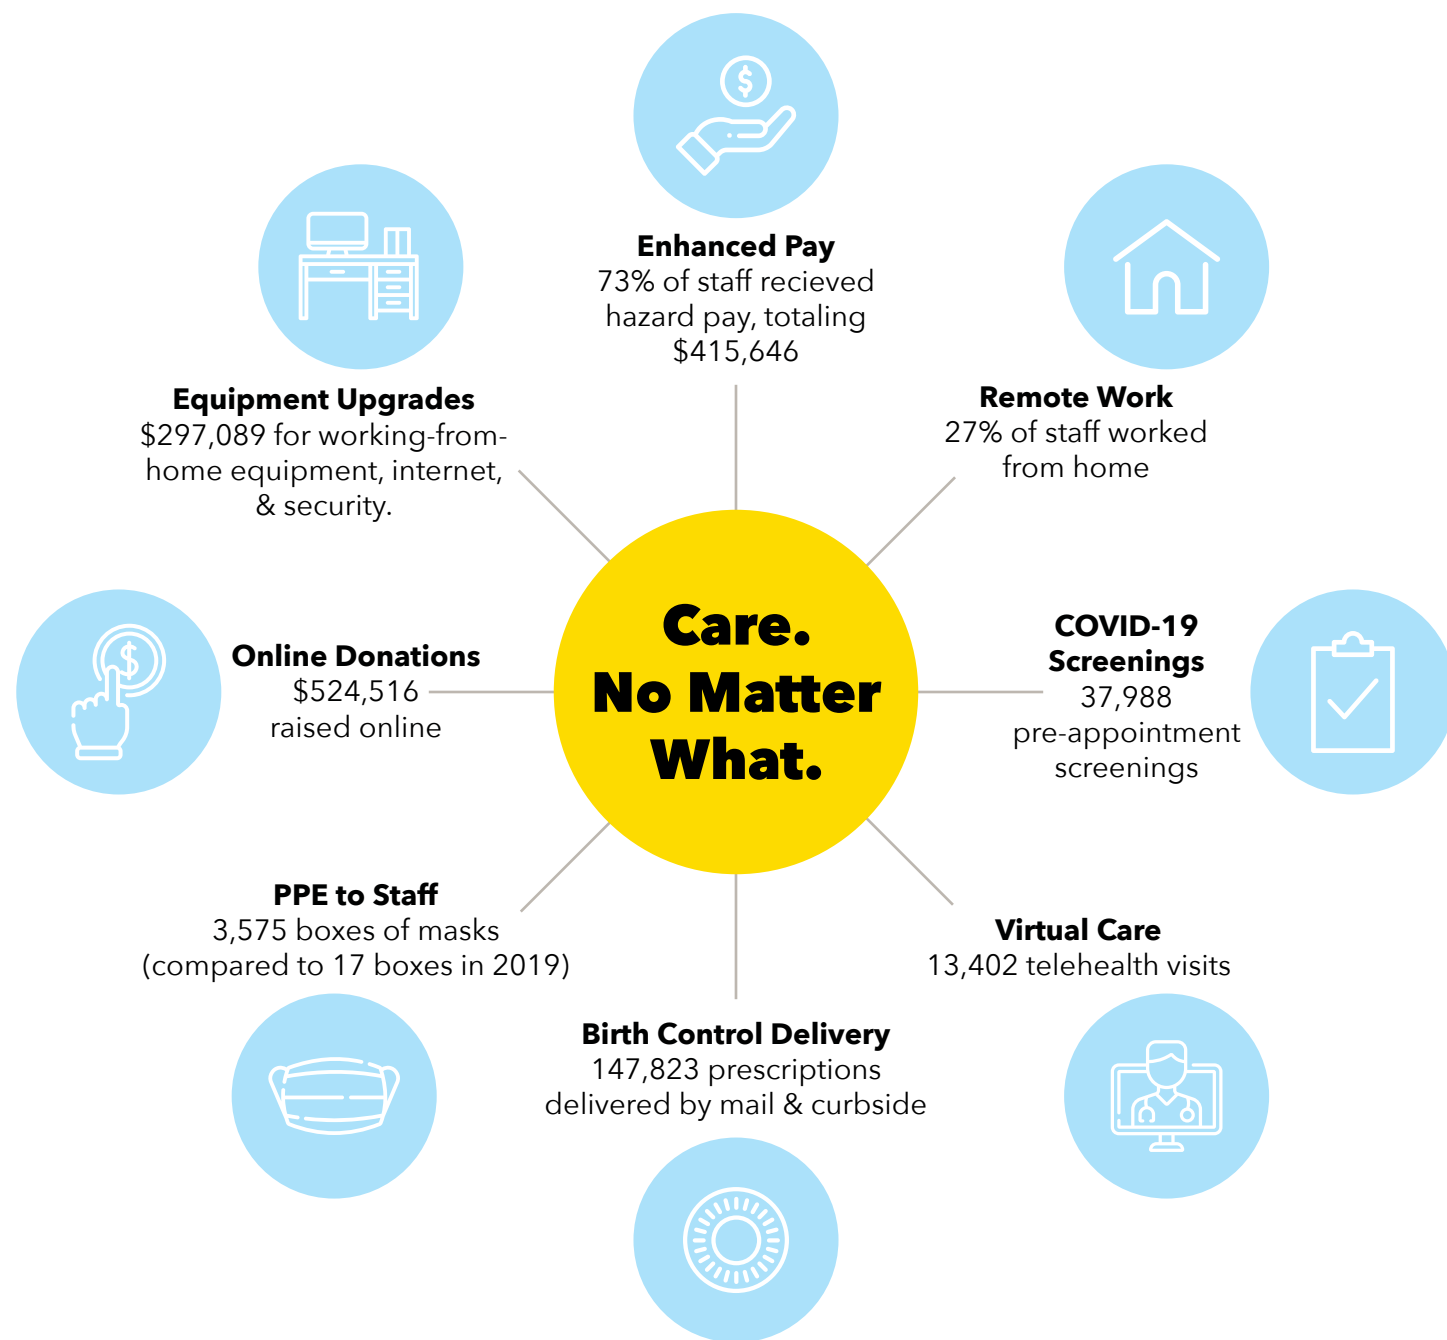 Enhanced Pay
73% of staff recieved
hazard pay, totaling
$415,646
Equipment Upgrades
$297,089 for working-from-
home equipment, internet,
& security.
Remote Work
27% of staff worked
from home
Care.
No Matter
What.
Online Donations
$524,516
raised online
COVID-19
Screenings
37,988
pre-appointment
screenings
PPE to Staff
3,575 boxes of masks
(compared to 17 boxes in 2019)
Virtual Care
13,402 telehealth visits
Birth Control Delivery
147,823 prescriptions
delivered by mail & curbside